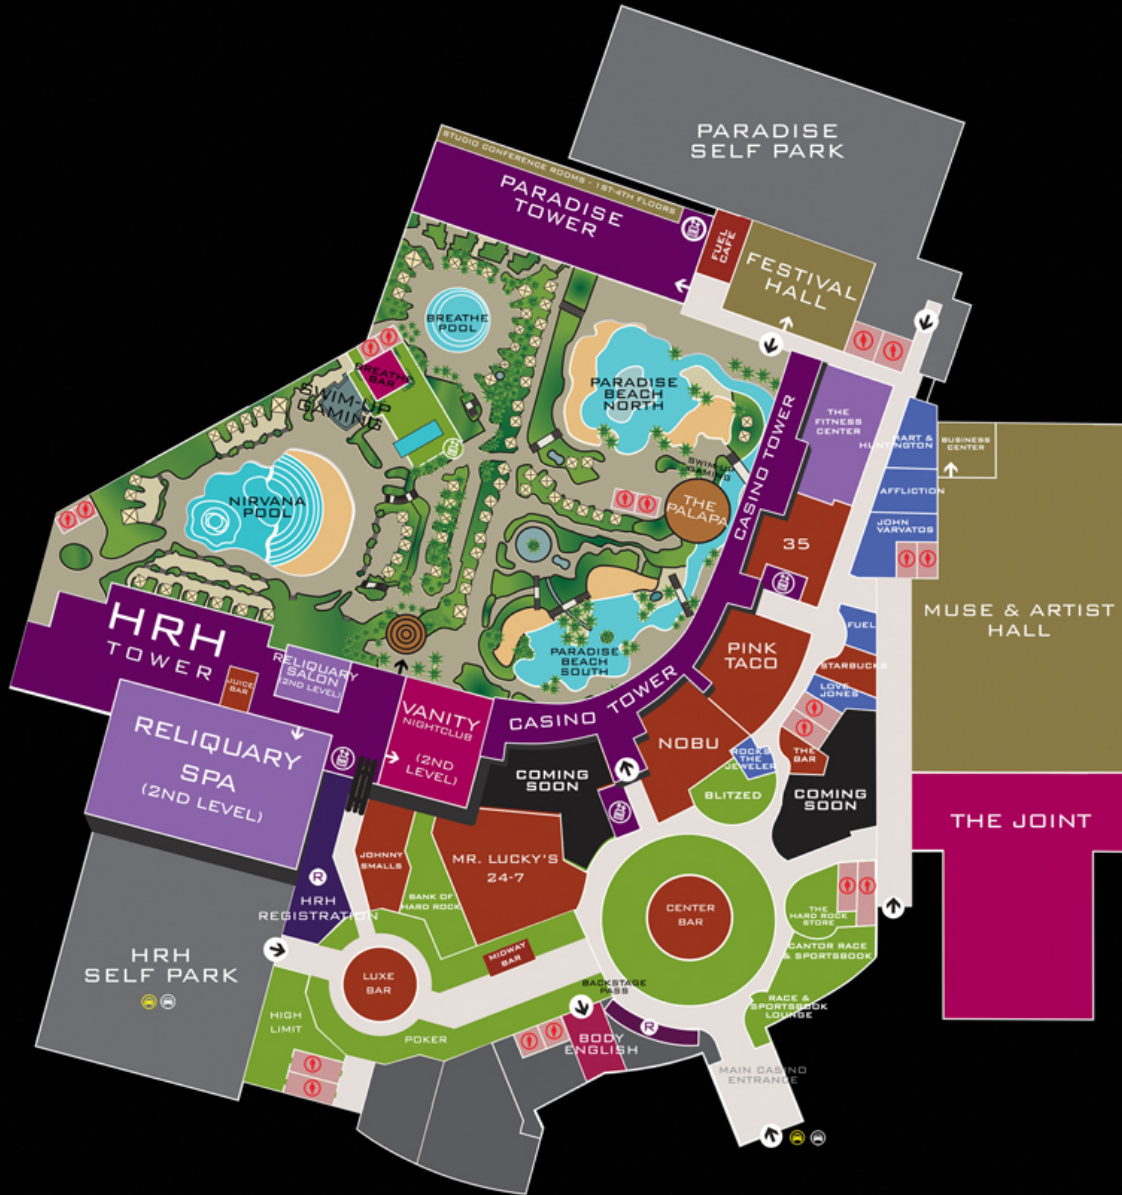 PARADISE
SELF PARK
STUDIO CONFERENCE ROOMS - 1ST-4TH FLOORS
PARADISE
TOWER
FUEL
CAFE
FESTIVAL
HALL
BREATHE
POOL
BREATHE
BAR
SWIM-UP
GAMING
PARADISE
BEACH
NORTH
THE
FITNESS
CENTER
HART &
HUNTINGTON
BUSINESS
CENTER
CASINO TOWER
SWIM-UP
GAMING
THE
PALAPA
AFFLICTION
JOHN
VARVATOS
NIRVANA
POOL
35
MUSE & ARTIST
HALL
HRH
TOWER
FUEL
PINK
TACO
STARBUCKS
PARADISE
BEACH
SOUTH
RELIQUARY
SALON
(2ND LEVEL)
JUICE
BAR
LOVE
JONES
CASINO TOWER
VANITY
NIGHTCLUB
(2ND
LEVEL)
RELIQUARY
SPA
(2ND LEVEL)
NOBU
ROCKS
THE
JEWELER
THE
BAR
COMING
SOON
BLITZED
COMING
SOON
THE JOINT
JOHNNY
SMALLS
MR. LUCKY'S
24-7
R
HRH
REGISTRATION
BANK OF
HARD ROCK
CENTER
BAR
THE
HARD ROCK
STORE
CANTOR RACE
& SPORTSBOOK
HRH
SELF PARK
MIDWAY
BAR
LUXE
BAR
BACKSTAGE
PASS
RACE &
SPORTSBOOK
LOUNGE
HIGH
LIMIT
POKER
R
BODY
ENGLISH
MAIN CASINO
ENTRANCE